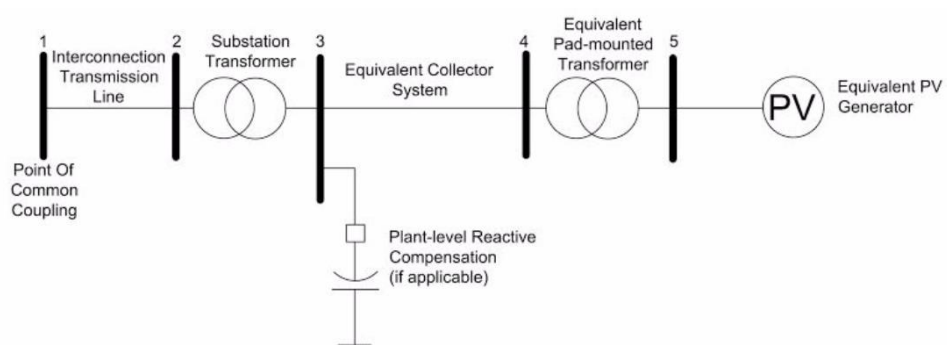 1
Interconnection
Transmission
Line
Point Of
Common
Coupling
2
Substation
Transformer
3
Equivalent Collector
System
Plant-level Reactive
Compensation
(if applicable)
4
Equivalent
Pad-mounted
Transformer
5
PV
Equivalent PV
Generator